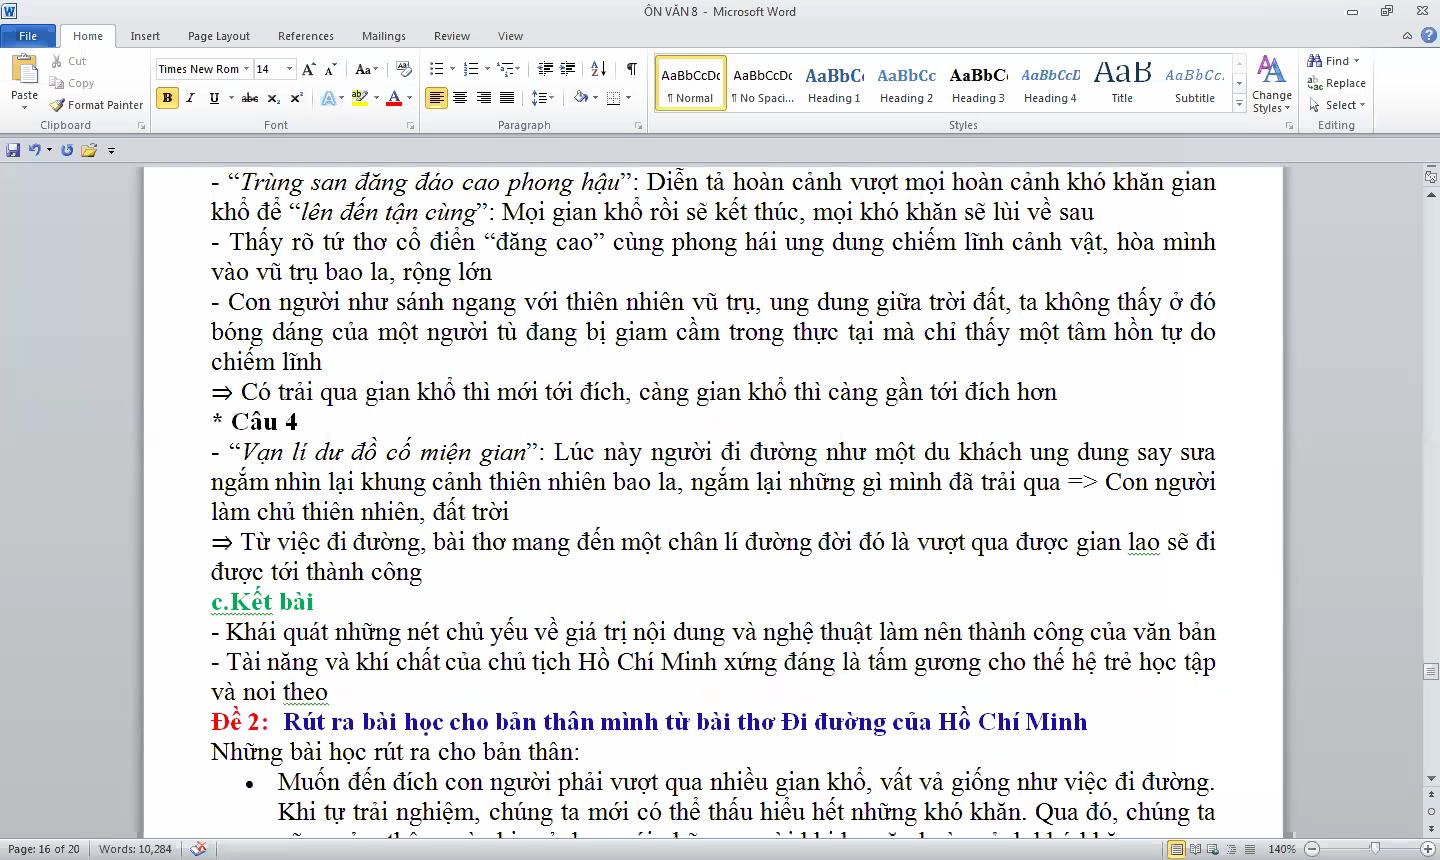 ÔN VĂN 8 - Microsoft Word
File Home Insert Page Layout References Mailings Review View
Paste
Cut
Copy
Format Painter
Clipboard
Times New Rom 14
Font
Paragraph
AaBbCcDc AaBbCcDc AaBbCc AaBbCc AaBbCc AaBbCcD AaB AaBbCc.
¶ Normal ¶ No Spaci... Heading 1 Heading 2 Heading 3 Heading 4 Title Subtitle
Styles
Change Styles
Find
Replace
Select
Editing
- “Trùng san đăng đáo cao phong hậu”: Diễn tả hoàn cảnh vượt mọi hoàn cảnh khó khăn gian
khổ để “lên đến tận cùng”: Mọi gian khổ rồi sẽ kết thúc, mọi khó khăn sẽ lùi về sau
- Thấy rõ tứ thơ cổ điển “đăng cao” cùng phong hái ung dung chiếm lĩnh cảnh vật, hòa mình
vào vũ trụ bao la, rộng lớn
- Con người như sánh ngang với thiên nhiên vũ trụ, ung dung giữa trời đất, ta không thấy ở đó
bóng dáng của một người tù đang bị giam cầm trong thực tại mà chỉ thấy một tâm hồn tự do
chiếm lĩnh
⇒ Có trải qua gian khổ thì mới tới đích, càng gian khổ thì càng gần tới đích hơn
* Câu 4
- “Vạn lí dư đồ cố miện gian”: Lúc này người đi đường như một du khách ung dung say sưa
ngắm nhìn lại khung cảnh thiên nhiên bao la, ngắm lại những gì mình đã trải qua => Con người
làm chủ thiên nhiên, đất trời
⇒ Từ việc đi đường, bài thơ mang đến một chân lí đường đời đó là vượt qua được gian lao sẽ đi
được tới thành công
c.Kết bài
- Khái quát những nét chủ yếu về giá trị nội dung và nghệ thuật làm nên thành công của văn bản
- Tài năng và khí chất của chủ tịch Hồ Chí Minh xứng đáng là tấm gương cho thế hệ trẻ học tập
và noi theo
Đề 2: Rút ra bài học cho bản thân mình từ bài thơ Đi đường của Hồ Chí Minh
Những bài học rút ra cho bản thân:
• Muốn đến đích con người phải vượt qua nhiều gian khổ, vất vả giống như việc đi đường.
Khi tự trải nghiệm, chúng ta mới có thể thấu hiểu hết những khó khăn. Qua đó, chúng ta
Page: 16 of 20 Words: 10,284 140%